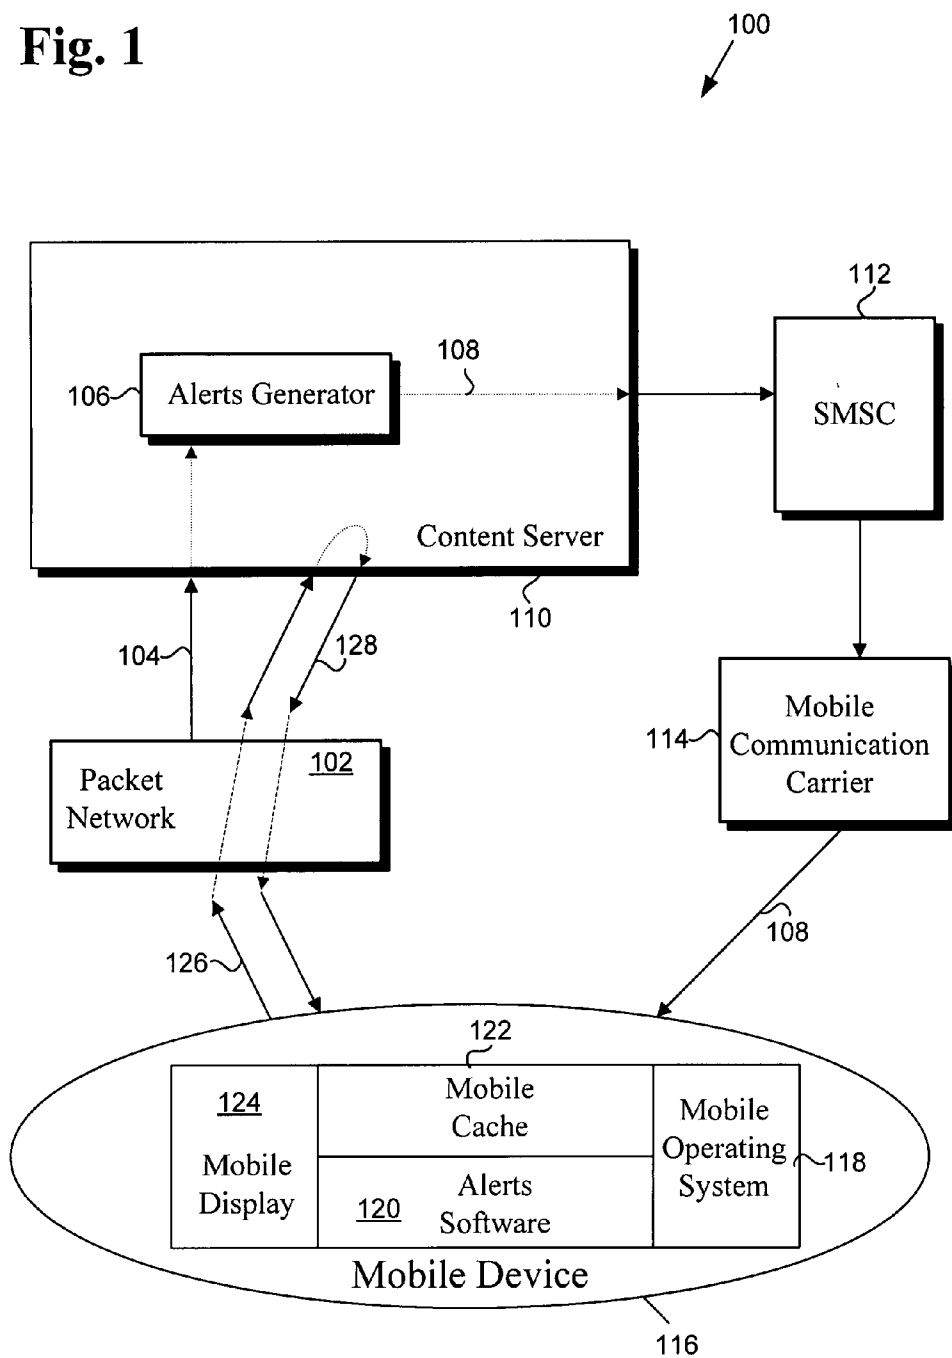 Fig. 1
100
112
108
106
Alerts Generator
SMSC
Content Server
110
104
128
102
Packet
Network
114
Mobile
Communication
Carrier
126
108
122
124
Mobile
Display
Mobile
Cache
120
Alerts
Software
Mobile
Operating
System
118
Mobile Device
116